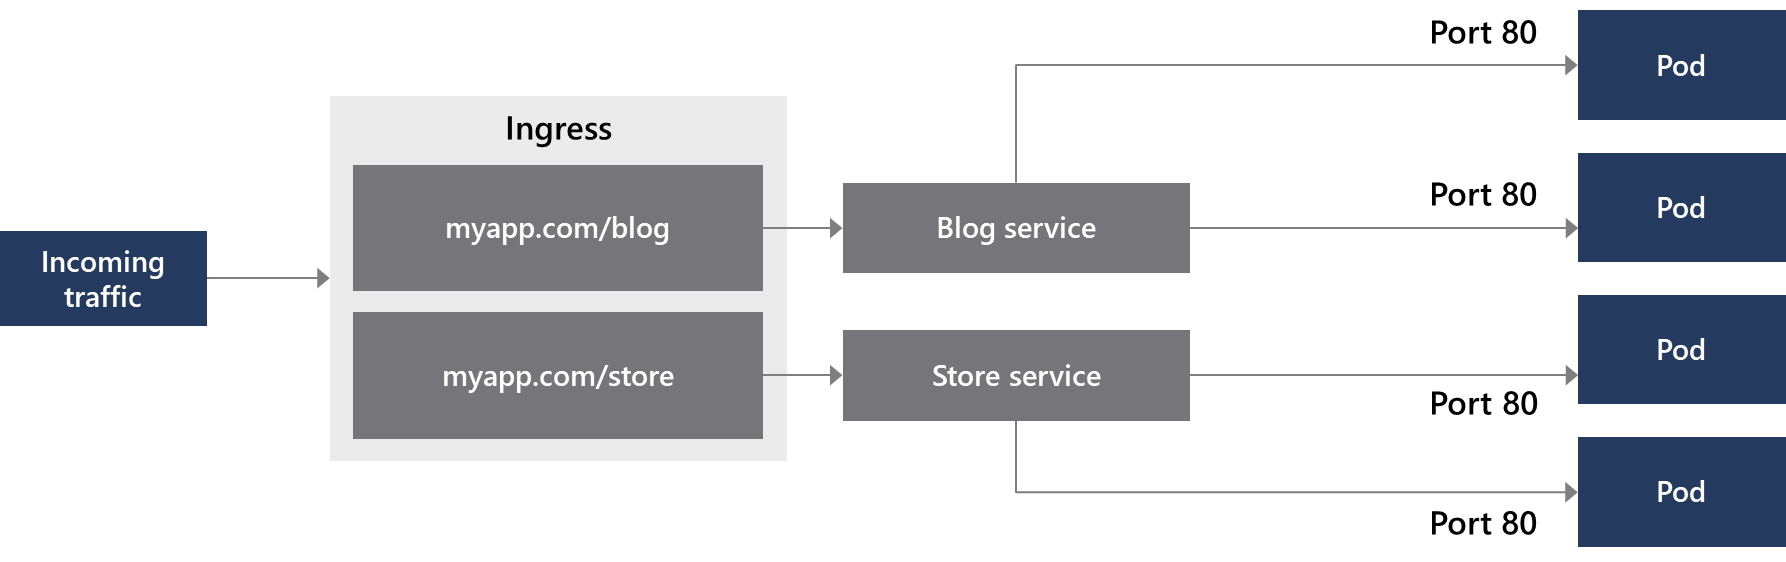 Incoming
traffic
Ingress
myapp.com/blog
myapp.com/store
Blog service
Store service
Port 80
Pod
Port 80
Pod
Port 80
Pod
Port 80
Pod